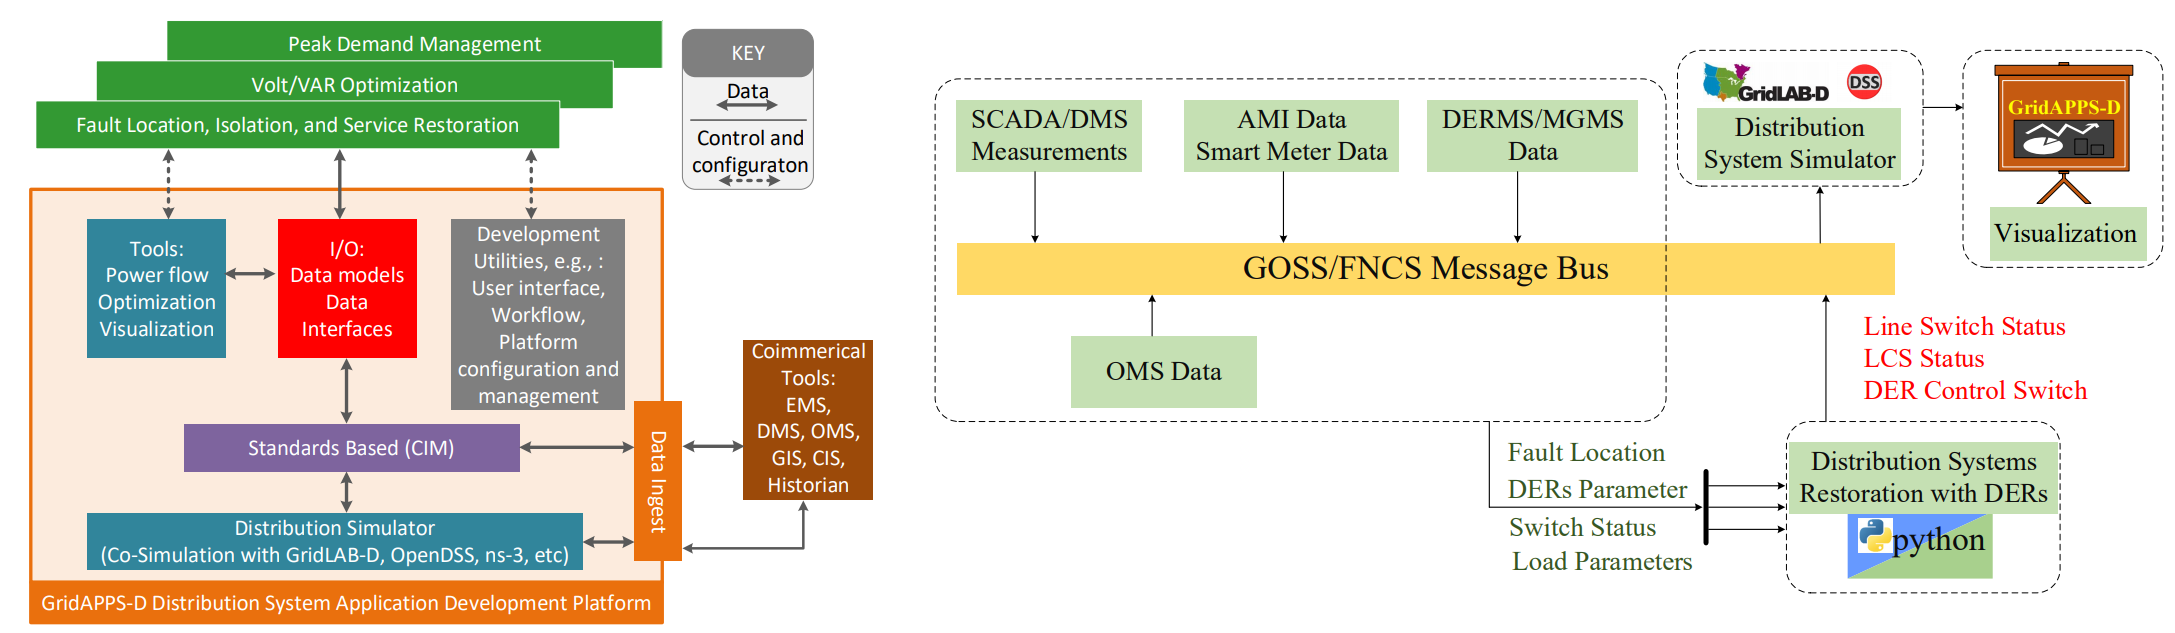 Peak Demand Management
Volt/VAR Optimization
Fault Location, Isolation, and Service Restoration
KEY
Data
Control and
configuraton
Tools:
Power flow
Optimization
Visualization
I/O:
Data models
Data
Interfaces
Development
Utilities, e.g., :
User interface,
Workflow,
Platform
configuration and
management
Standards Based (CIM)
Distribution Simulator
(Co-Simulation with GridLAB-D, OpenDSS, ns-3, etc)
Data Ingest
Coimmerical
Tools:
EMS,
DMS, OMS,
GIS, CIS,
Historian
GridAPPS-D Distribution System Application Development Platform
SCADA/DMS
Measurements
AMI Data
Smart Meter Data
DERMS/MGMS
Data
GOSS/FNCS Message Bus
OMS Data
GridLAB-D
DSS
Distribution
System Simulator
GridAPPS-D
Visualization
Line Switch Status
LCS Status
DER Control Switch
Fault Location
DERs Parameter
Switch Status
Load Parameters
Distribution Systems
Restoration with DERs
python